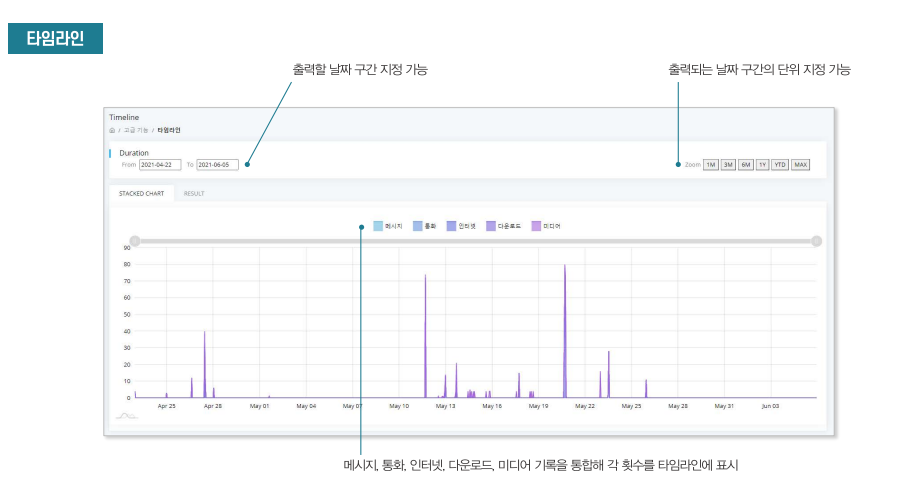 타임라인
출력할 날짜 구간 지정 가능
출력되는 날짜 구간의 단위 지정 가능
Timeline
/ 고급 기능 / 타임라인
Duration
From 2021-04-22 To 2021-06-05
Zoom 1M 3M 6M 1Y YTD MAX
STACKED CHART RESULT
메시지 통화 인터넷 다운로드 미디어
90
80
70
60
50
40
30
20
10
0
Apr 25 Apr 28 May 01 May 04 May 07 May 10 May 13 May 16 May 19 May 22 May 25 May 28 May 31 Jun 03
메시지, 통화, 인터넷, 다운로드, 미디어 기록을 통합해 각 횟수를 타임라인에 표시